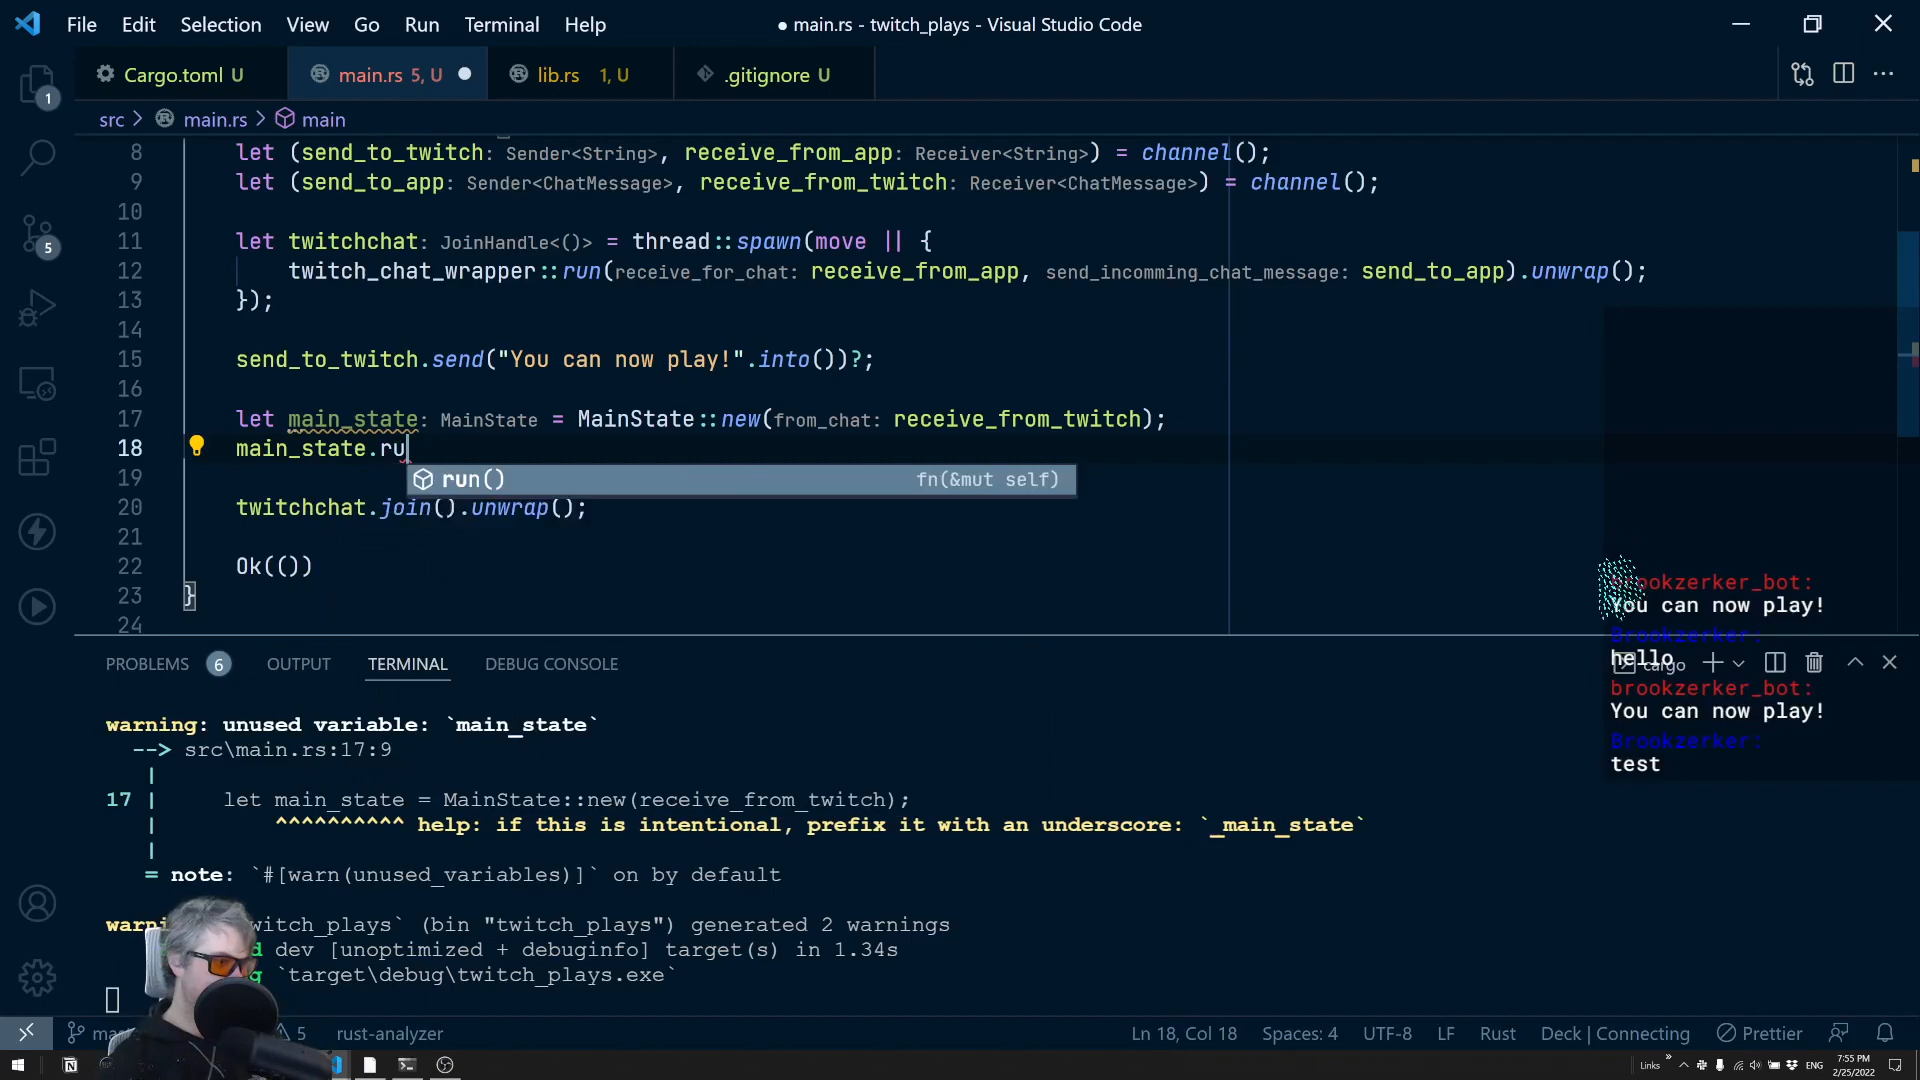 File Edit Selection View Go Run Terminal Help
● main.rs - twitch_plays - Visual Studio Code
Cargo.toml U
main.rs 5, U
lib.rs 1, U
.gitignore U
src > main.rs > main
8 let (send_to_twitch: Sender<String>, receive_from_app: Receiver<String>) = channel();
9 let (send_to_app: Sender<ChatMessage>, receive_from_twitch: Receiver<ChatMessage>) = channel();
10
11 let twitchchat: JoinHandle<()> = thread::spawn(move || {
12 twitch_chat_wrapper::run(receive_for_chat: receive_from_app, send_incomming_chat_message: send_to_app).unwrap();
13 });
14
15 send_to_twitch.send("You can now play!".into())?;
16
17 let main_state: MainState = MainState::new(from_chat: receive_from_twitch);
18 main_state.ru
run() fn(&mut self)
19
20 twitchchat.join().unwrap();
21
22 Ok(())
23 }
24
brookzerker_bot:
You can now play!
Brookzerker:
hello
brookzerker_bot:
You can now play!
Brookzerker:
test
PROBLEMS 6 OUTPUT TERMINAL DEBUG CONSOLE
cargo
warning: unused variable: `main_state`
--> src\main.rs:17:9
|
17 | let main_state = MainState::new(receive_from_twitch);
| ^^^^^^^^^^ help: if this is intentional, prefix it with an underscore: `_main_state`
|
= note: `#[warn(unused_variables)]` on by default
twitch_plays` (bin "twitch_plays") generated 2 warnings
dev [unoptimized + debuginfo] target(s) in 1.34s
`target\debug\twitch_plays.exe`
5 rust-analyzer
Ln 18, Col 18 Spaces: 4 UTF-8 LF Rust Deck | Connecting Prettier
1
5
Links » ENG
7:55 PM
2/25/2022